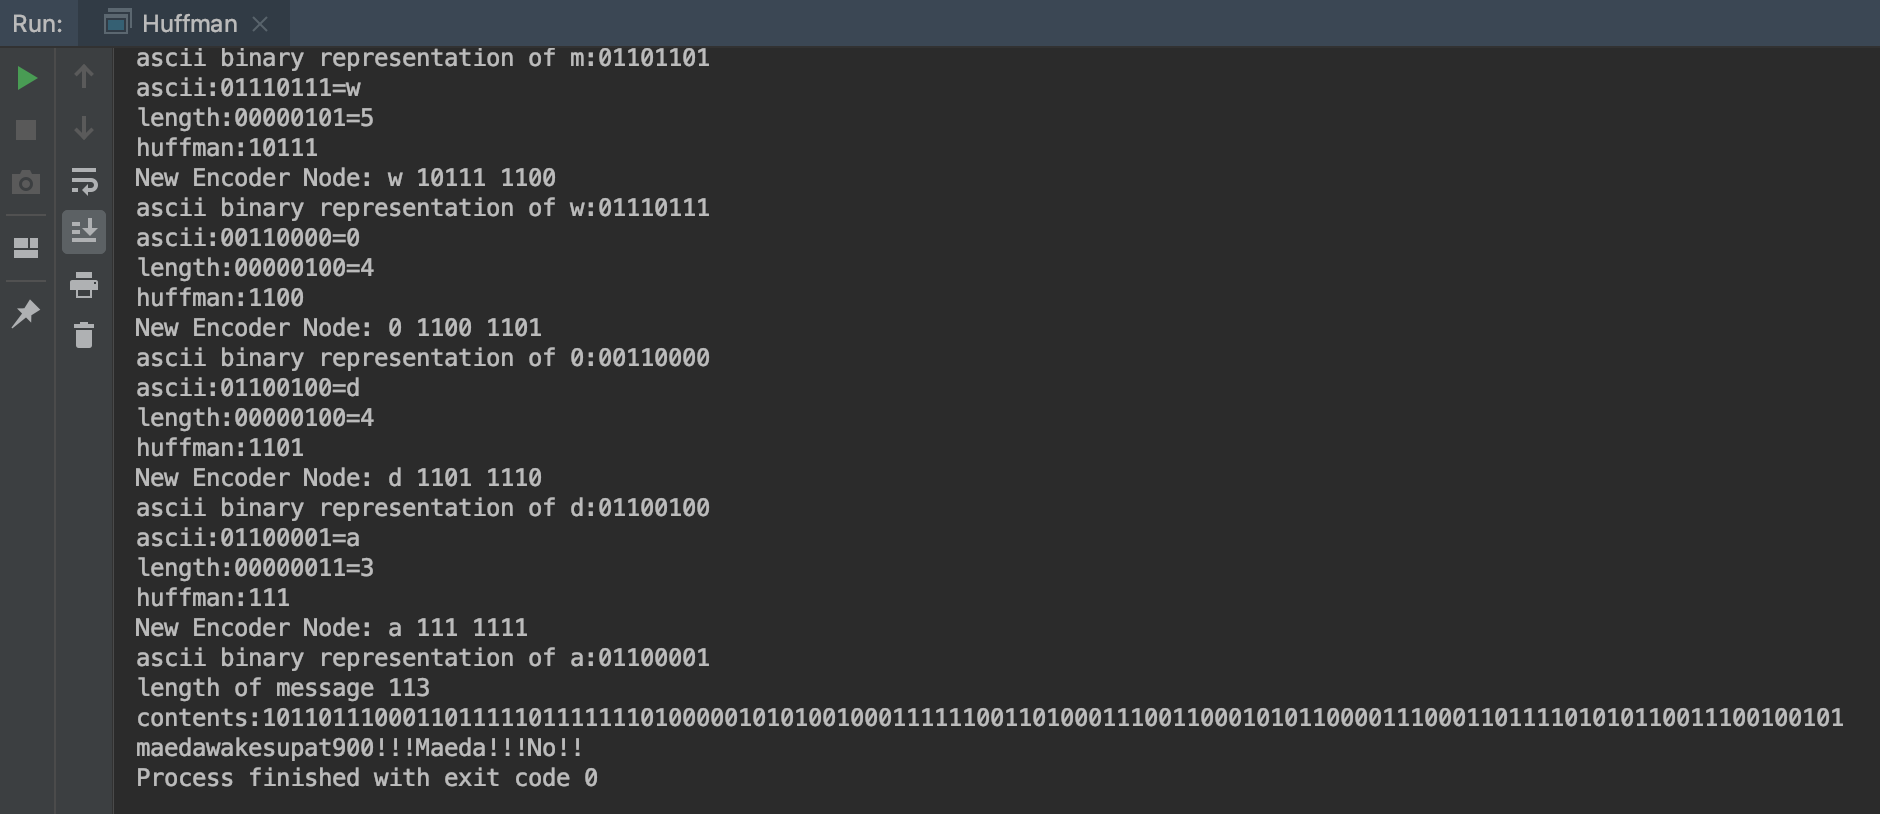 Run: Huffman
ascii binary representation of m:01101101
ascii:01110111=w
length:00000101=5
huffman:10111
New Encoder Node: w 10111 1100
ascii binary representation of w:01110111
ascii:00110000=0
length:00000100=4
huffman:1100
New Encoder Node: 0 1100 1101
ascii binary representation of 0:00110000
ascii:01100100=d
length:00000100=4
huffman:1101
New Encoder Node: d 1101 1110
ascii binary representation of d:01100100
ascii:01100001=a
length:00000011=3
huffman:111
New Encoder Node: a 111 1111
ascii binary representation of a:01100001
length of message 113
contents:10110111000110111110111111101000001010100100011111100110100011100110001010110000111000110111101010110011100100101
maedawakesupat900!!!Maeda!!!No!!
Process finished with exit code 0